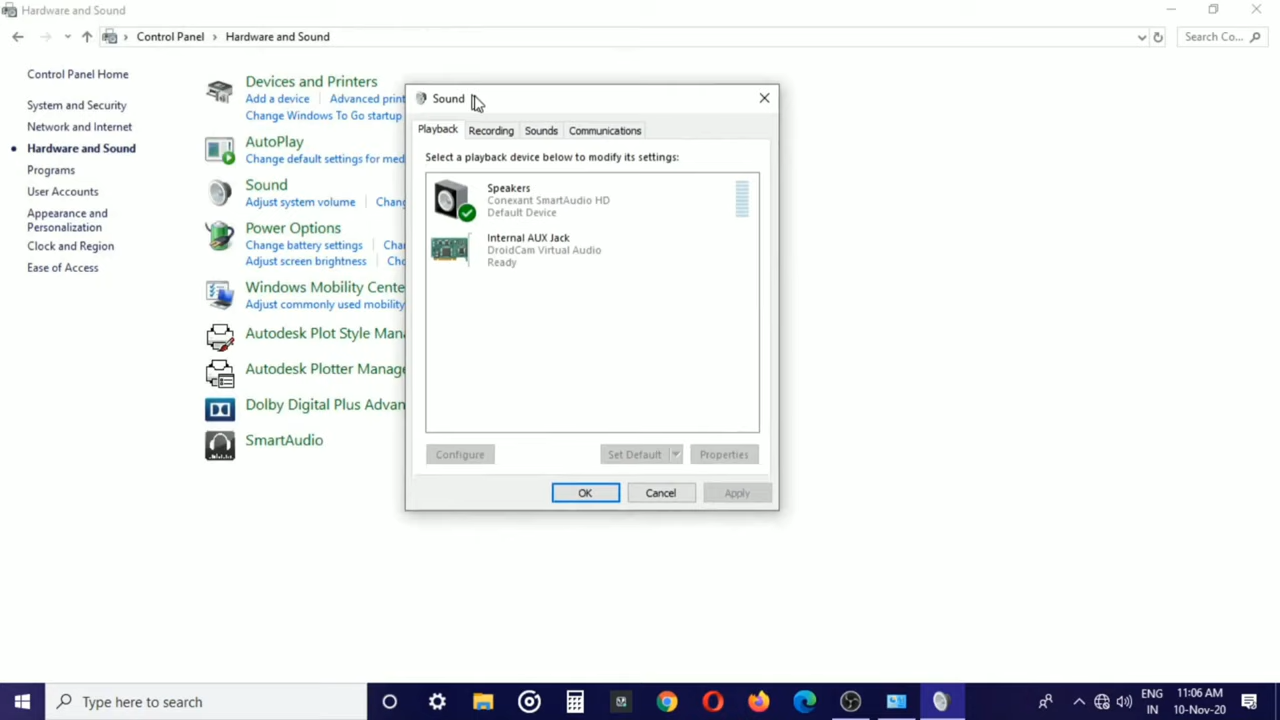 Hardware and Sound
Control Panel
Hardware and Sound
Search Co...
Control Panel Home
System and Security
Network and Internet
Hardware and Sound
Programs
User Accounts
Appearance and
Personalization
Clock and Region
Ease of Access
Devices and Printers
Add a device
Advanced print
Change Windows To Go startup
AutoPlay
Change default settings for med
Sound
Adjust system volume
Chang
Power Options
Change battery settings
Char
Adjust screen brightness
Cho
Windows Mobility Cente
Adjust commonly used mobility
Autodesk Plot Style Man
Autodesk Plotter Manage
Dolby Digital Plus Advan
SmartAudio
Sound
Playback
Recording
Sounds
Communications
Select a playback device below to modify its settings:
Speakers
Conexant SmartAudio HD
Default Device
Internal AUX Jack
DroidCam Virtual Audio
Ready
Configure
Set Default
Properties
OK
Cancel
Apply
Type here to search
ENG
IN
11:06 AM
10-Nov-20